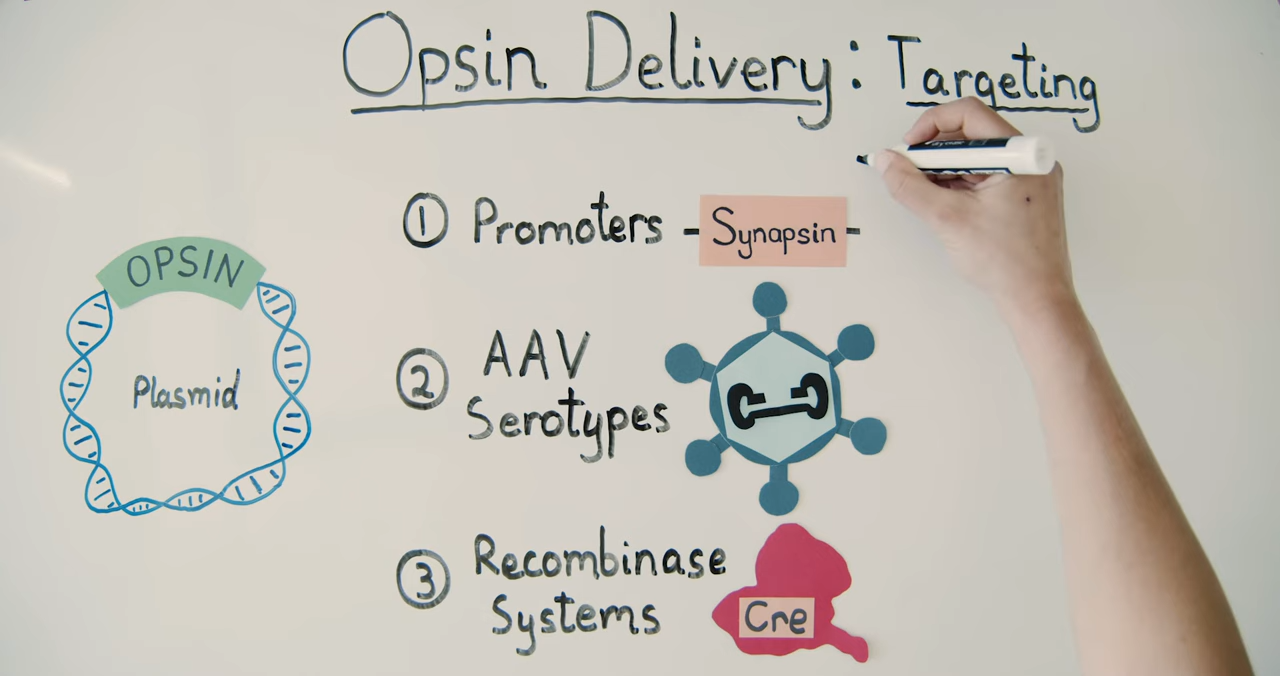 Opsin Delivery: Targeting
OPSIN
Plasmid
1 Promoters
Synapsin
2 AAV
Serotypes
3 Recombinase
Systems
Cre